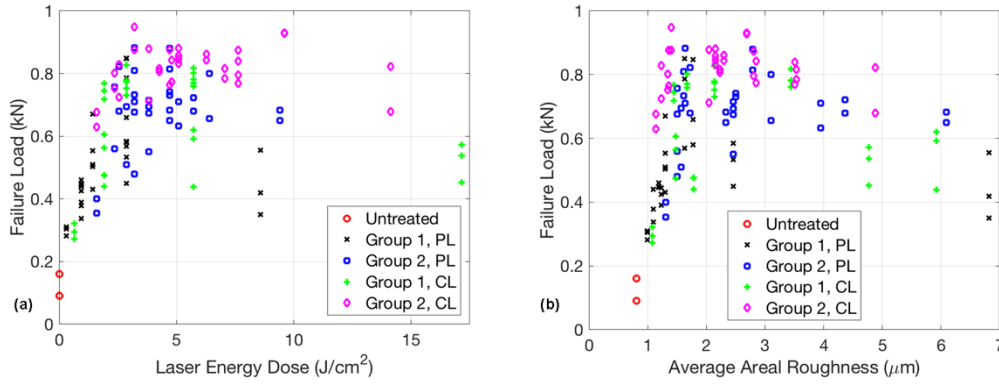 1
0.8
0.6
0.4
0.2
0
Failure Load (kN)
(a)
Untreated
Group 1, PL
Group 2, PL
Group 1, CL
Group 2, CL
0 5 10 15
Laser Energy Dose (J/cm²)
1
0.8
0.6
0.4
0.2
0
Failure Load (kN)
(b)
Untreated
Group 1, PL
Group 2, PL
Group 1, CL
Group 2, CL
0 1 2 3 4 5 6 7
Average Areal Roughness (μm)